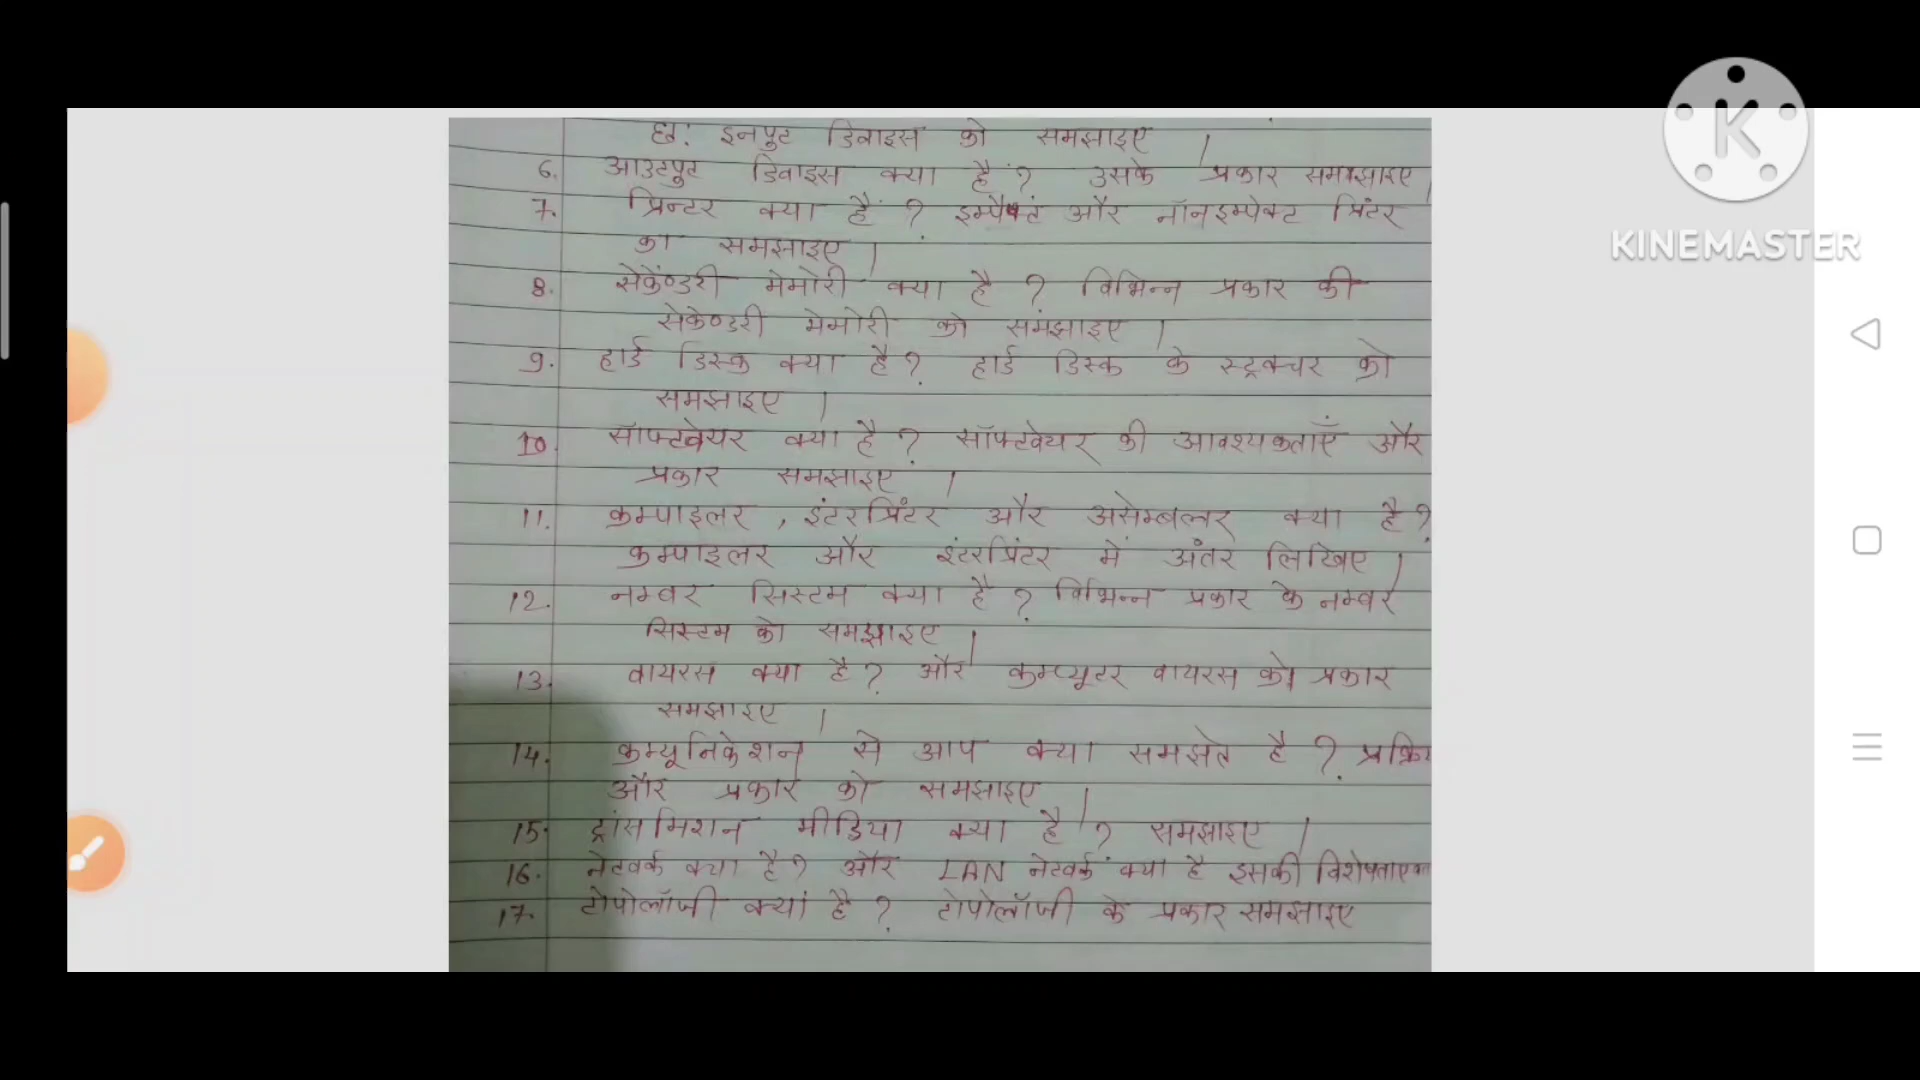 छः इनपुट डिवाइस को समझाइए ।
6. आउटपुट डिवाइस क्या है ? उसके प्रकार समझाइए
7. प्रिन्टर क्या है ? इम्पैक्ट और नॉनइम्पेक्ट प्रिंटर
का समझाइए ।
8. सेकेण्डरी मेमोरी क्या है ? विभिन्न प्रकार की
सेकेण्डरी मेमोरी को समझाइए ।
9. हार्ड डिस्क क्या है ? हार्ड डिस्क के स्ट्रक्चर को
समझाइए ।
10. सॉफ्टवेयर क्या है ? सॉफ्टवेयर की आवश्यकताएँ और
प्रकार समझाइए ।
11. कम्पाइलर , इंटरप्रिंटर और असेम्बलर क्या है ?
कम्पाइलर और इंटरप्रिंटर में अंतर लिखिए ।
12. नम्बर सिस्टम क्या है ? विभिन्न प्रकार के नम्बर
सिस्टम को समझाइए ।
13. वायरस क्या है ? और कम्प्यूटर वायरस को प्रकार
समझाइए ।
14. कम्यूनिकेशन से आप क्या समझते है ? प्रक्रिय
और प्रकार को समझाइए ।
15. ट्रांसमिशन मीडिया क्या है ? समझाइए ।
16. नेटवर्क क्या है ? और LAN नेटवर्क क्या है इसकी विशेषताए
17. टोपोलॉजी क्या है ? टोपोलॉजी के प्रकार समझाइए
KINEMASTER